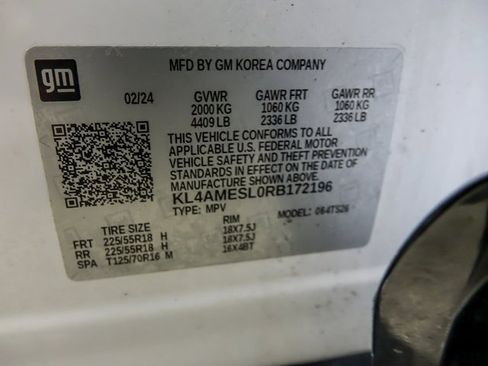 gm
MFD BY GM KOREA COMPANY
02/24 GVWR GAWR FRT GAWR RR
2000 KG 1060 KG 1060 KG
4409 LB 2336 LB 2336 LB
THIS VEHICLE CONFORMS TO ALL
APPLICABLE U.S. FEDERAL MOTOR
VEHICLE SAFETY AND THEFT PREVENTION
STANDARDS IN EFFECT ON THE DATE OF
MANUFACTURE SHOWN ABOVE.
KL4AMESL0RB172196
TYPE: MPV MODEL: 064TS26
TIRE SIZE RIM
FRT 225/55R18 H 18X7.5J
RR 225/55R18 H 18X7.5J
SPA T125/70R16 M 16X4BT